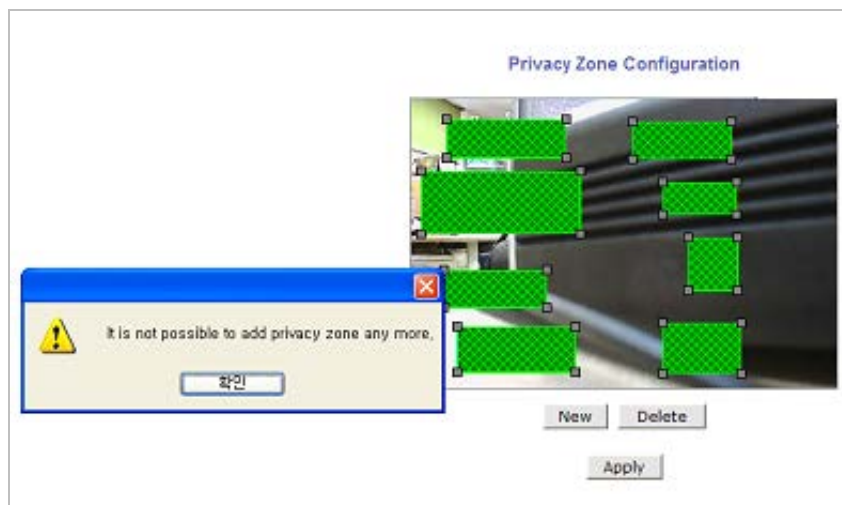 Privacy Zone Configuration
It is not possible to add privacy zone any more,
확인
New
Delete
Apply